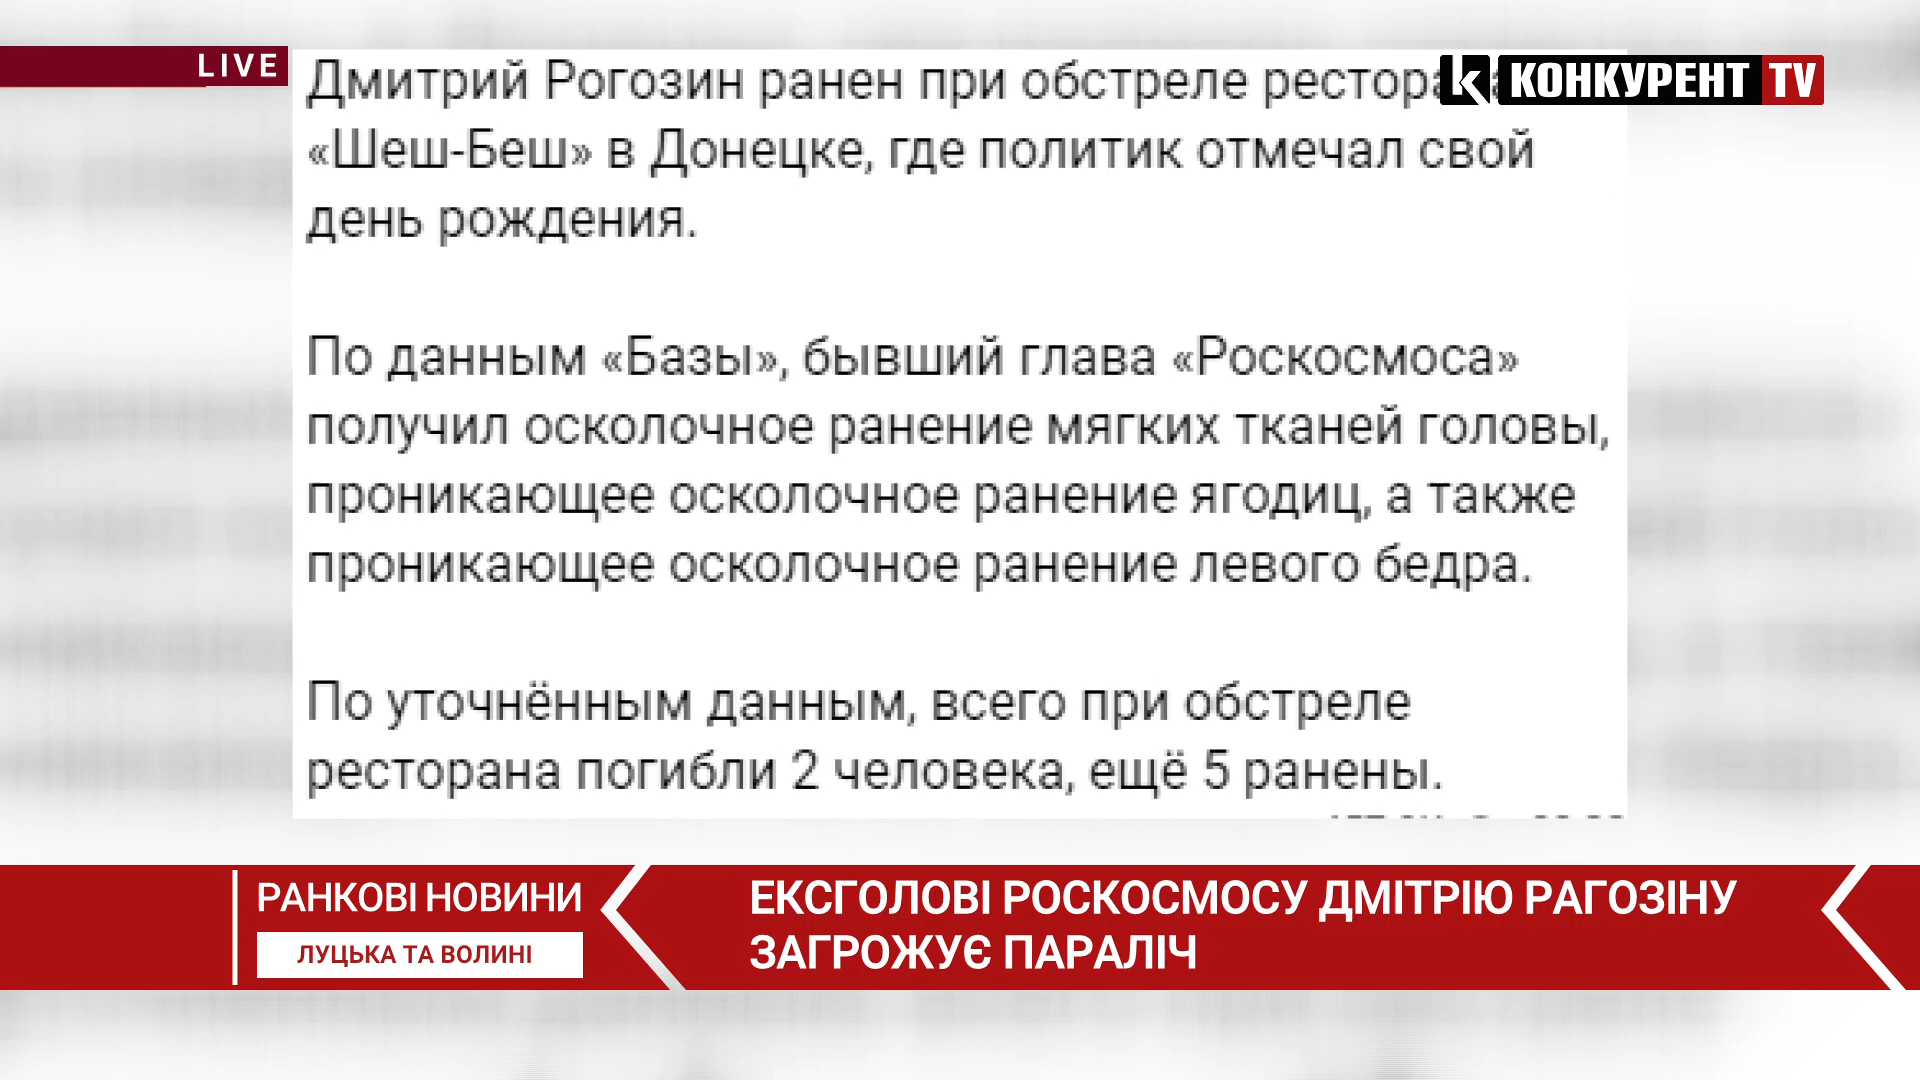 LIVE
K КОНКУРЕНТ TV
Дмитрий Рогозин ранен при обстреле
«Шеш-Беш» в Донецке, где политик отмечал свой
день рождения.
По данным «Базы», бывший глава «Роскосмоса»
получил осколочное ранение мягких тканей головы,
проникающее осколочное ранение ягодиц, а также
проникающее осколочное ранение левого бедра.
По уточнённым данным, всего при обстреле
ресторана погибли 2 человека, ещё 5 ранены.
РАНКОВІ НОВИНИ
ЛУЦЬКА ТА ВОЛИНІ
ЕКСГОЛОВІ РОСКОСМОСУ ДМІТРІЮ РАГОЗІНУ
ЗАГРОЖУЄ ПАРАЛІЧ